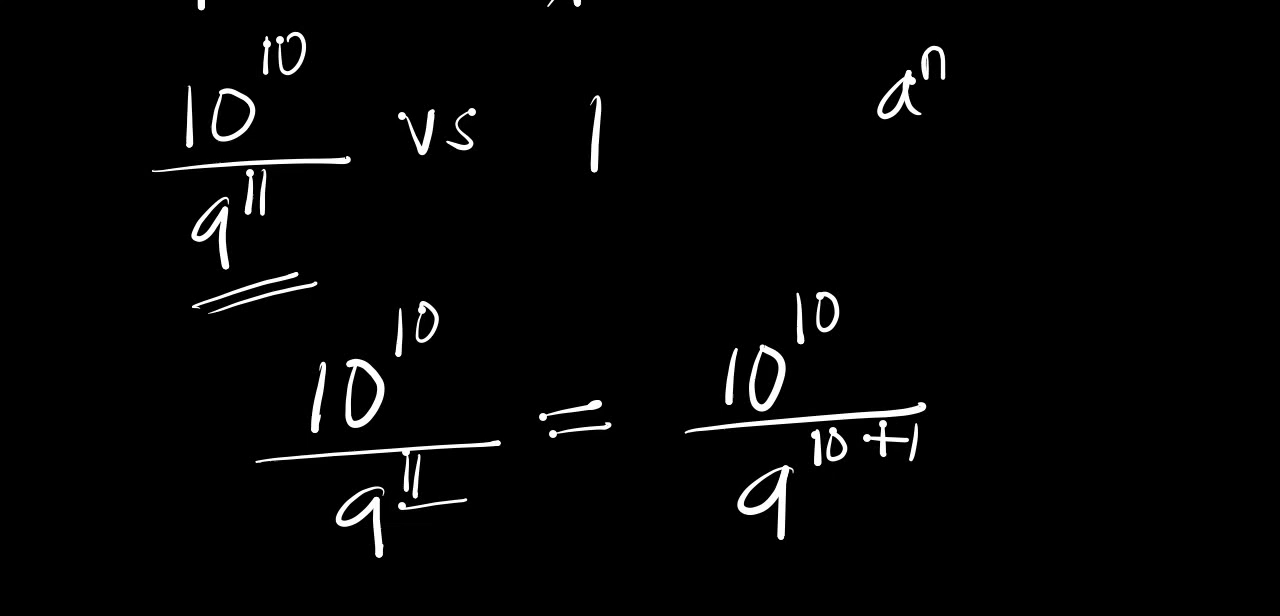 10^10 / 9^11 vs 1 a^n
10^10 / 9^11 = 10^10 / 9^(10+1)